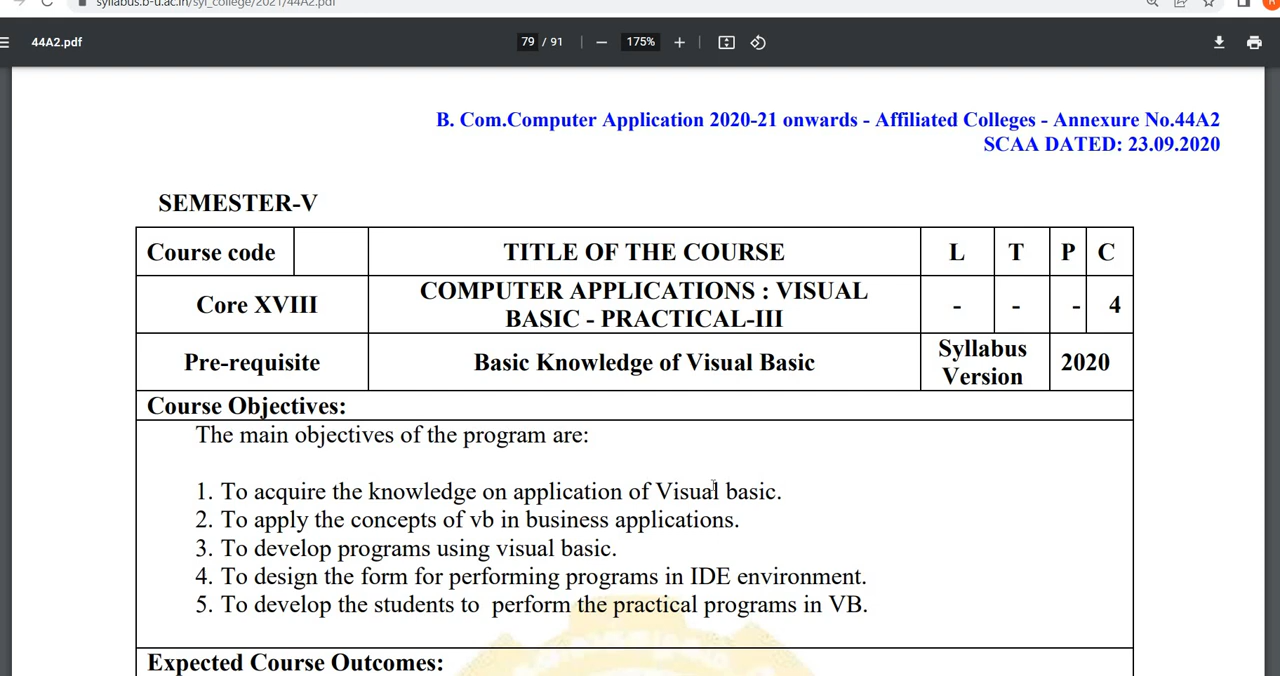 syllabus.b-u.ac.in/syl_college/2021/44A2.pdf
44A2.pdf
79 / 91
175%
B. Com.Computer Application 2020-21 onwards - Affiliated Colleges - Annexure No.44A2
SCAA DATED: 23.09.2020
SEMESTER-V
Course code TITLE OF THE COURSE L T P C
Core XVIII COMPUTER APPLICATIONS : VISUAL BASIC - PRACTICAL-III - - - 4
Pre-requisite Basic Knowledge of Visual Basic Syllabus Version 2020
Course Objectives:
The main objectives of the program are:
1. To acquire the knowledge on application of Visual basic.
2. To apply the concepts of vb in business applications.
3. To develop programs using visual basic.
4. To design the form for performing programs in IDE environment.
5. To develop the students to perform the practical programs in VB.
Expected Course Outcomes: